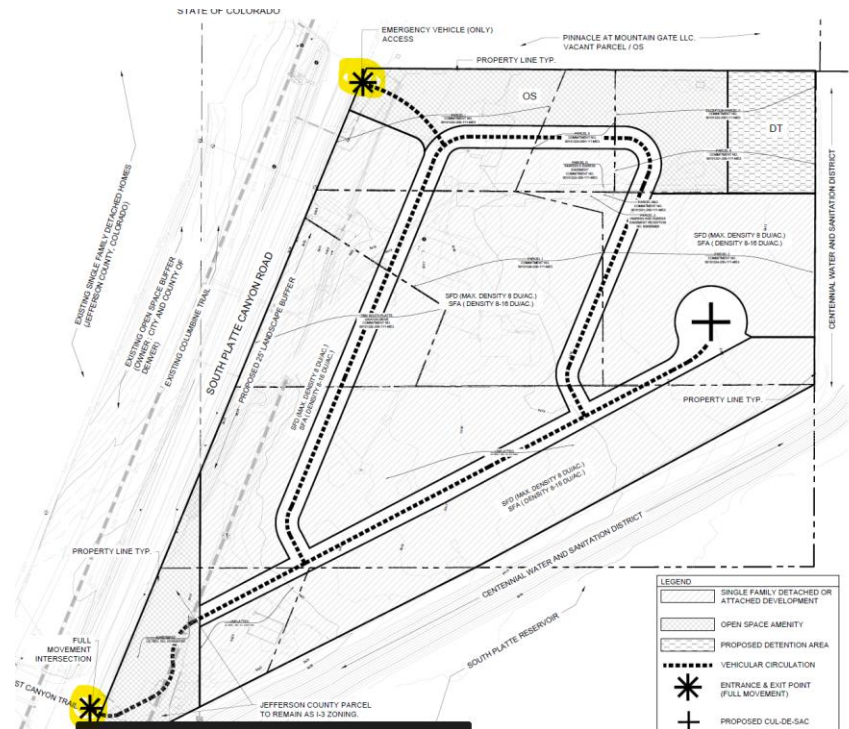 STATE OF COLORADO
EMERGENCY VEHICLE (ONLY)
ACCESS
PINNACLE AT MOUNTAIN GATE LLC.
VACANT PARCEL / OS
PROPERTY LINE TYP.
OS
DT
EXISTING SINGLE FAMILY DETACHED HOMES
(JEFFERSON COUNTY, COLORADO)
EXISTING OPEN SPACE BUFFER
(OWNER : CITY AND COUNTY OF
DENVER)
EXISTING COLUMBINE TRAIL
SOUTH PLATTE CANYON ROAD
PROPOSED 25' LANDSCAPE BUFFER
SFD (MAX. DENSITY 8 DU/AC.)
SFA ( DENSITY 8-16 DU/AC.)
SFD (MAX. DENSITY 8 DU/AC.)
SFA ( DENSITY 8-16 DU/AC.)
SFD (MAX. DENSITY 8 DU/AC.)
SFA ( DENSITY 8-16 DU/AC.)
CENTENNIAL WATER AND SANITATION DISTRICT
PROPERTY LINE TYP.
SFD (MAX. DENSITY 8 DU/AC.)
SFA ( DENSITY 8-16 DU/AC.)
CENTENNIAL WATER AND SANITATION DISTRICT
SOUTH PLATTE RESERVOIR
PROPERTY LINE TYP.
FULL
MOVEMENT
INTERSECTION
ST CANYON TRAIL
JEFFERSON COUNTY PARCEL
TO REMAIN AS I-3 ZONING.
LEGEND
SINGLE FAMILY DETACHED OR
ATTACHED DEVELOPMENT
OPEN SPACE AMENITY
PROPOSED DETENTION AREA
VEHICULAR CIRCULATION
ENTRANCE & EXIT POINT
(FULL MOVEMENT)
PROPOSED CUL-DE-SAC